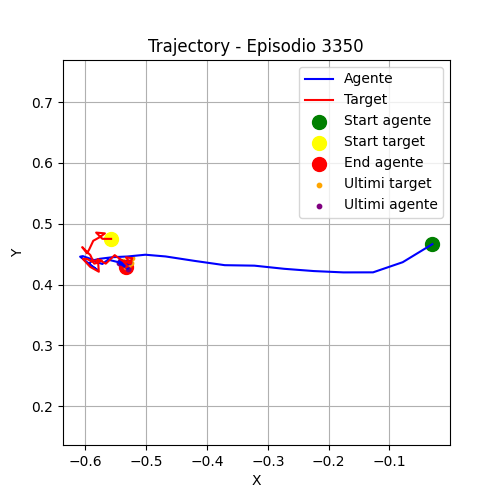 Trajectory - Episodio 3350
Agente
Target
Start agente
Start target
End agente
Ultimi target
Ultimi agente
0.7
0.6
0.5
0.4
0.3
0.2
Y
−0.6
−0.5
−0.4
−0.3
−0.2
−0.1
X